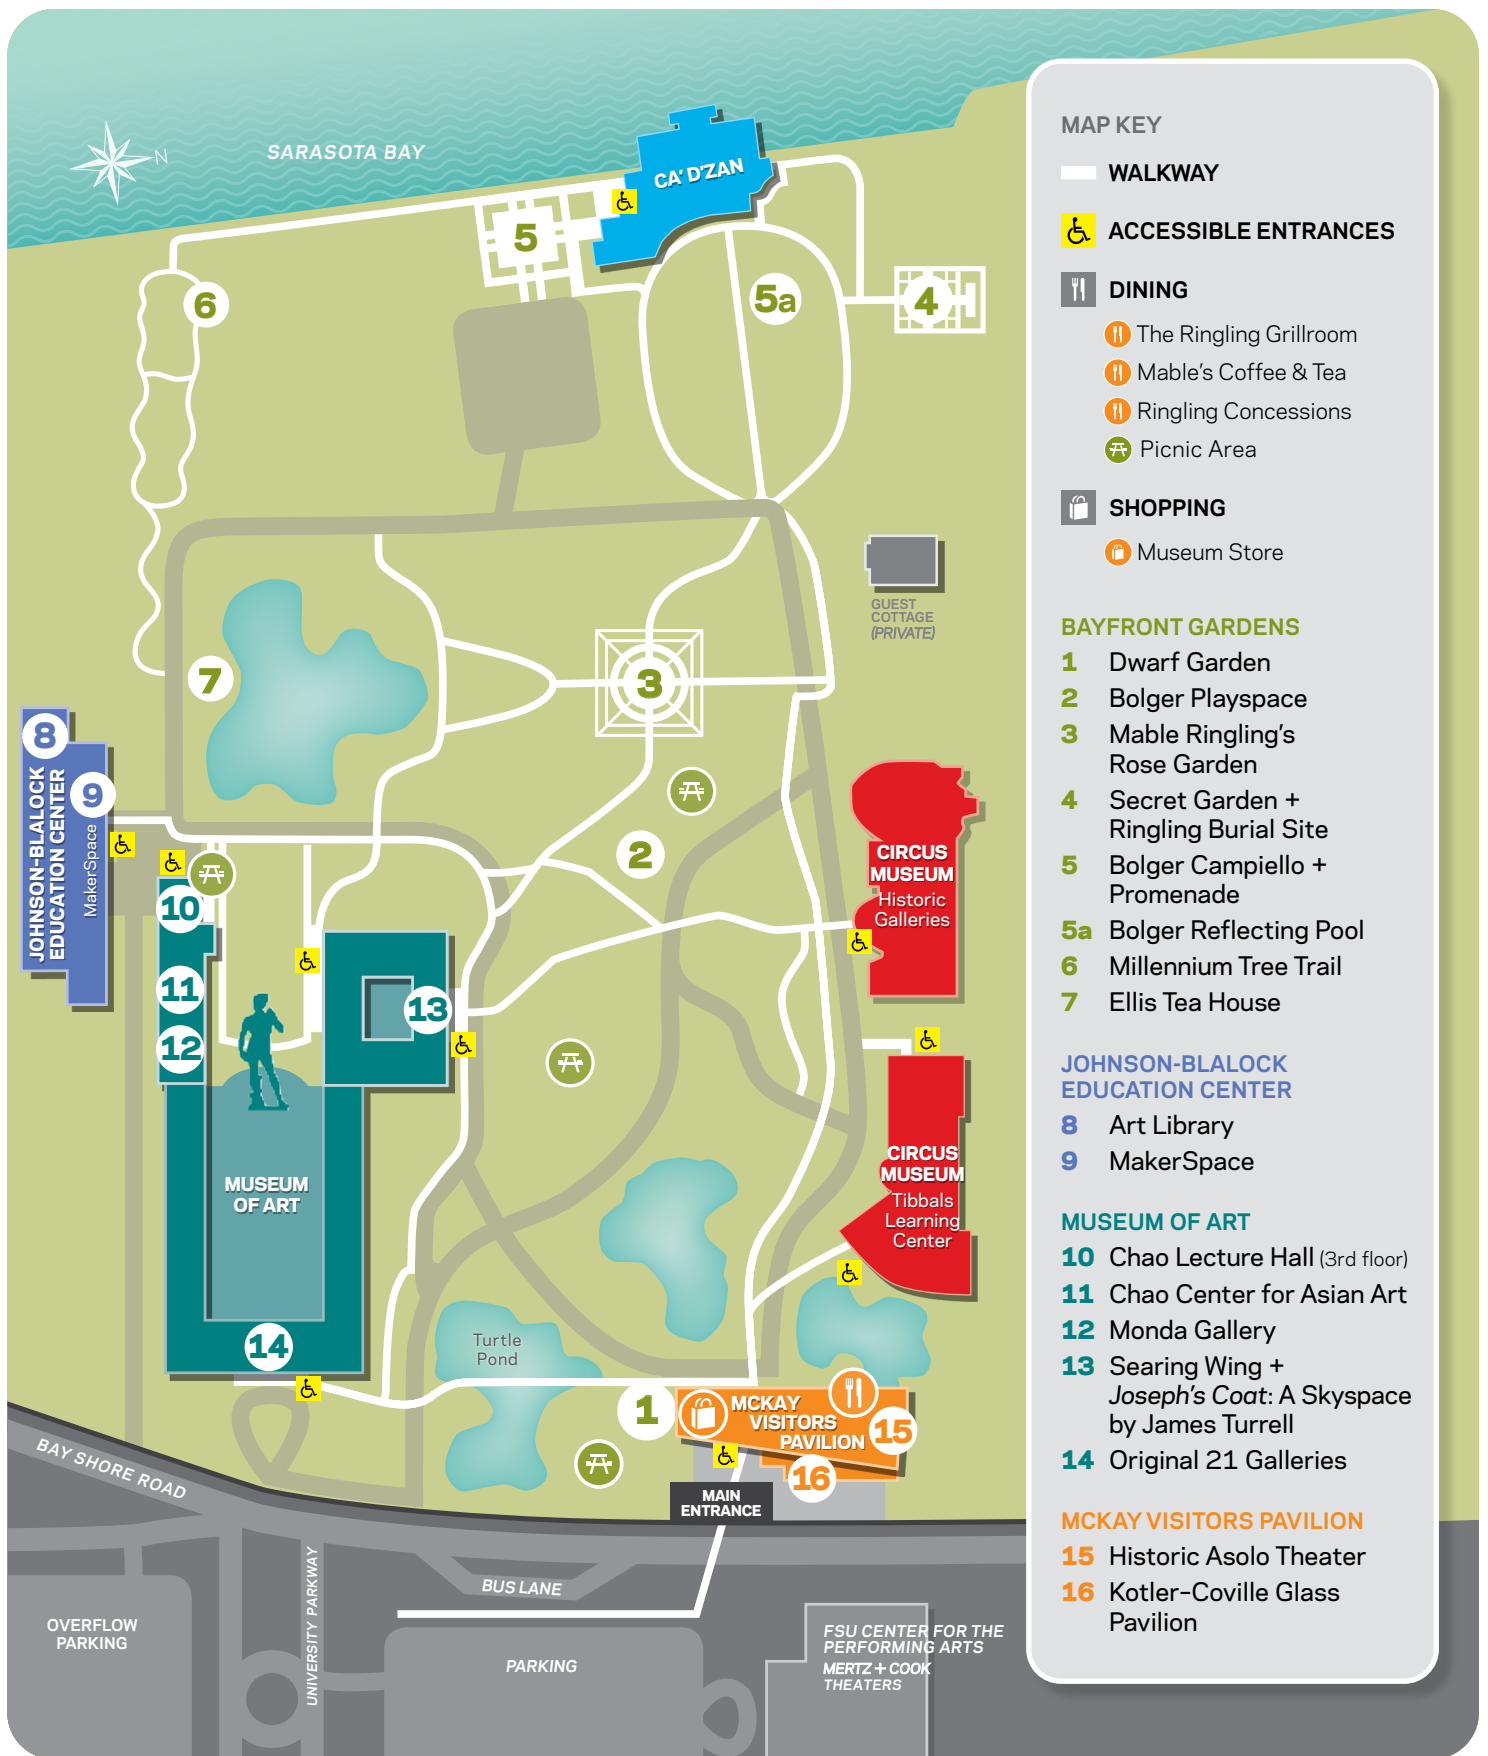 SARASOTA BAY
N
CA' D'ZAN
5
6
5a
4
GUEST
COTTAGE
(PRIVATE)
7
3
8
9
JOHNSON-BLALOCK
EDUCATION CENTER
MakerSpace
2
CIRCUS
MUSEUM
Historic
Galleries
10
11
12
13
MUSEUM
OF ART
14
CIRCUS
MUSEUM
Tibbals
Learning
Center
Turtle
Pond
1
MCKAY
VISITORS
PAVILION
15
16
MAIN
ENTRANCE
BAY SHORE ROAD
BUS LANE
UNIVERSITY PARKWAY
OVERFLOW
PARKING
PARKING
FSU CENTER FOR THE
PERFORMING ARTS
MERTZ + COOK
THEATERS
MAP KEY
WALKWAY
ACCESSIBLE ENTRANCES
DINING
The Ringling Grillroom
Mable's Coffee & Tea
Ringling Concessions
Picnic Area
SHOPPING
Museum Store
BAYFRONT GARDENS
1 Dwarf Garden
2 Bolger Playspace
3 Mable Ringling's
Rose Garden
4 Secret Garden +
Ringling Burial Site
5 Bolger Campiello +
Promenade
5a Bolger Reflecting Pool
6 Millennium Tree Trail
7 Ellis Tea House
JOHNSON-BLALOCK
EDUCATION CENTER
8 Art Library
9 MakerSpace
MUSEUM OF ART
10 Chao Lecture Hall (3rd floor)
11 Chao Center for Asian Art
12 Monda Gallery
13 Searing Wing +
Joseph's Coat: A Skyspace
by James Turrell
14 Original 21 Galleries
MCKAY VISITORS PAVILION
15 Historic Asolo Theater
16 Kotler-Coville Glass
Pavilion